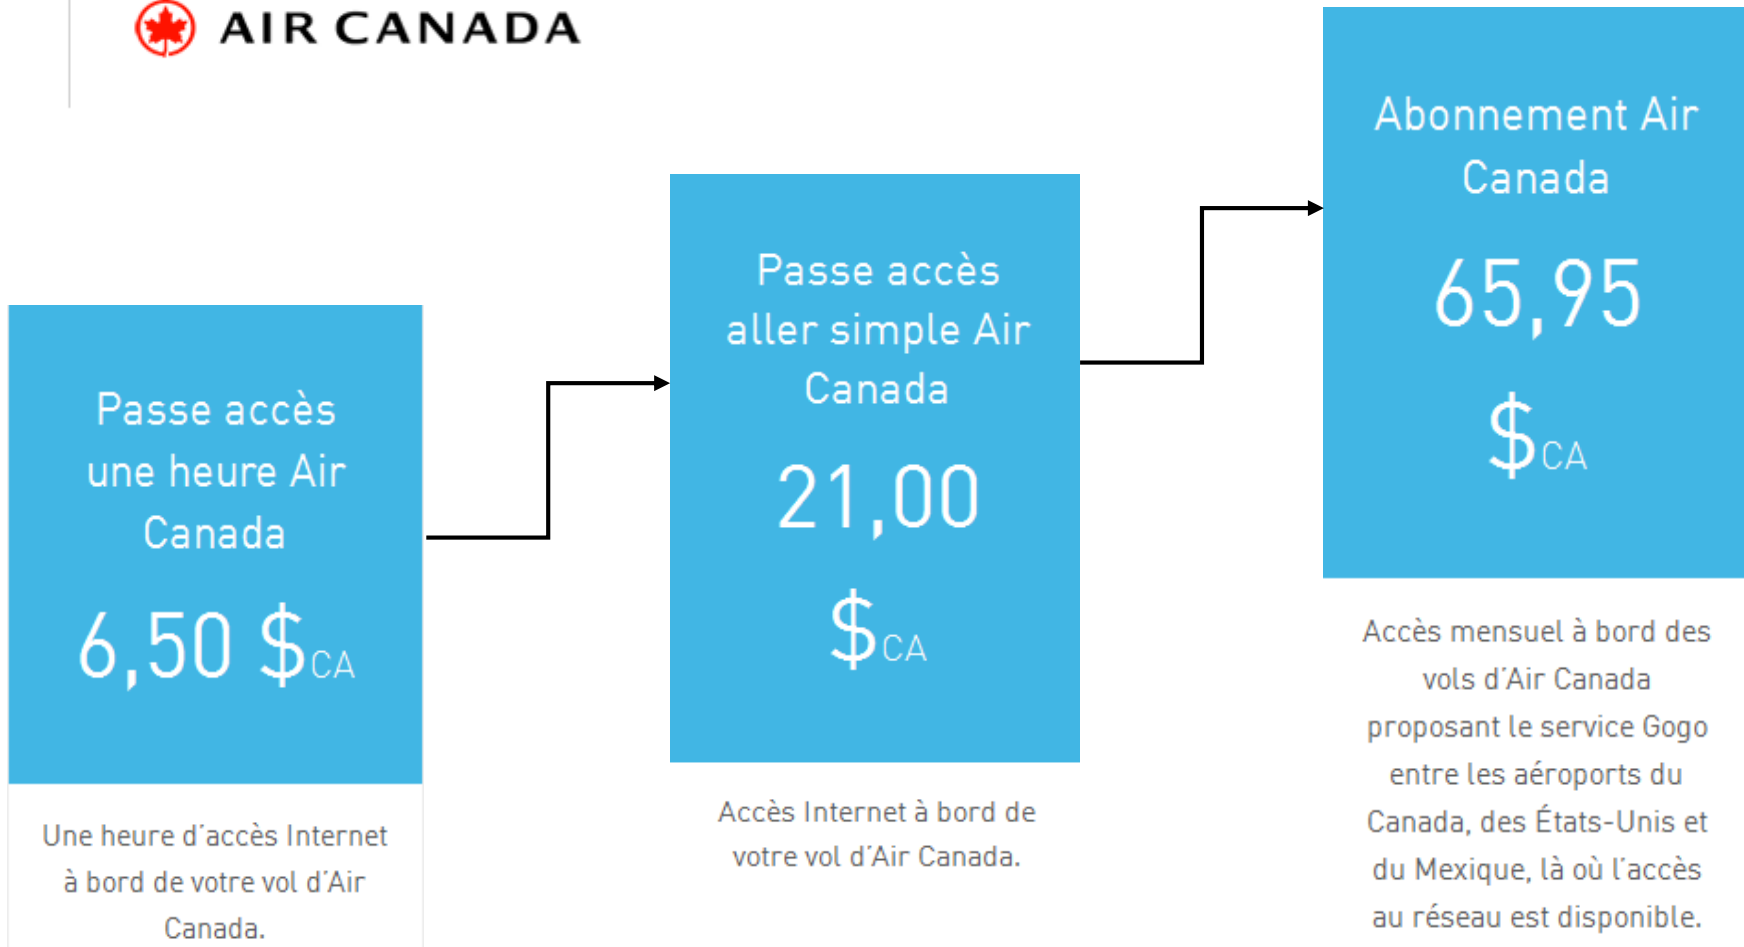 AIR CANADA
Passe accès
une heure Air
Canada
6,50 $CA
Une heure d'accès Internet
à bord de votre vol d'Air
Canada.
Passe accès
aller simple Air
Canada
21,00
$CA
Accès Internet à bord de
votre vol d'Air Canada.
Abonnement Air
Canada
65,95
$CA
Accès mensuel à bord des
vols d'Air Canada
proposant le service Gogo
entre les aéroports du
Canada, des États-Unis et
du Mexique, là où l'accès
au réseau est disponible.